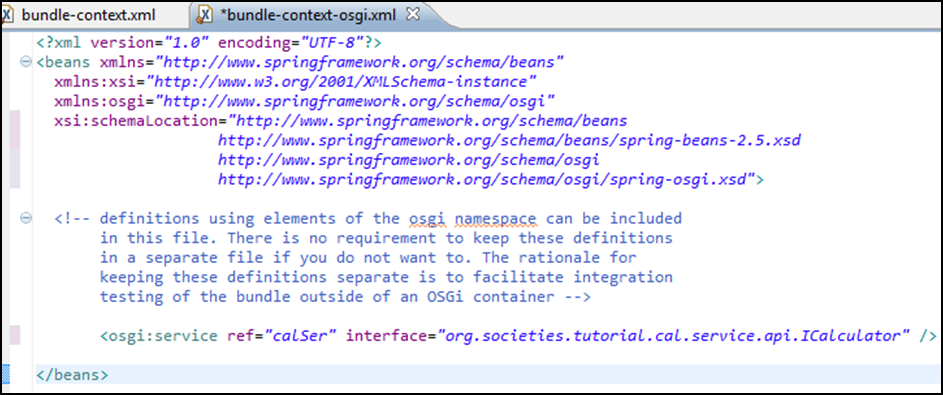 bundle-context.xml *bundle-context-osgi.xml
<?xml version="1.0" encoding="UTF-8"?>
<beans xmlns="http://www.springframework.org/schema/beans"
xmlns:xsi="http://www.w3.org/2001/XMLSchema-instance"
xmlns:osgi="http://www.springframework.org/schema/osgi"
xsi:schemaLocation="http://www.springframework.org/schema/beans
http://www.springframework.org/schema/beans/spring-beans-2.5.xsd
http://www.springframework.org/schema/osgi
http://www.springframework.org/schema/osgi/spring-osgi.xsd">
<!-- definitions using elements of the osgi namespace can be included
in this file. There is no requirement to keep these definitions
in a separate file if you do not want to. The rationale for
keeping these definitions separate is to facilitate integration
testing of the bundle outside of an OSGi container -->
<osgi:service ref="calSer" interface="org.societies.tutorial.cal.service.api.ICalculator" />
</beans>